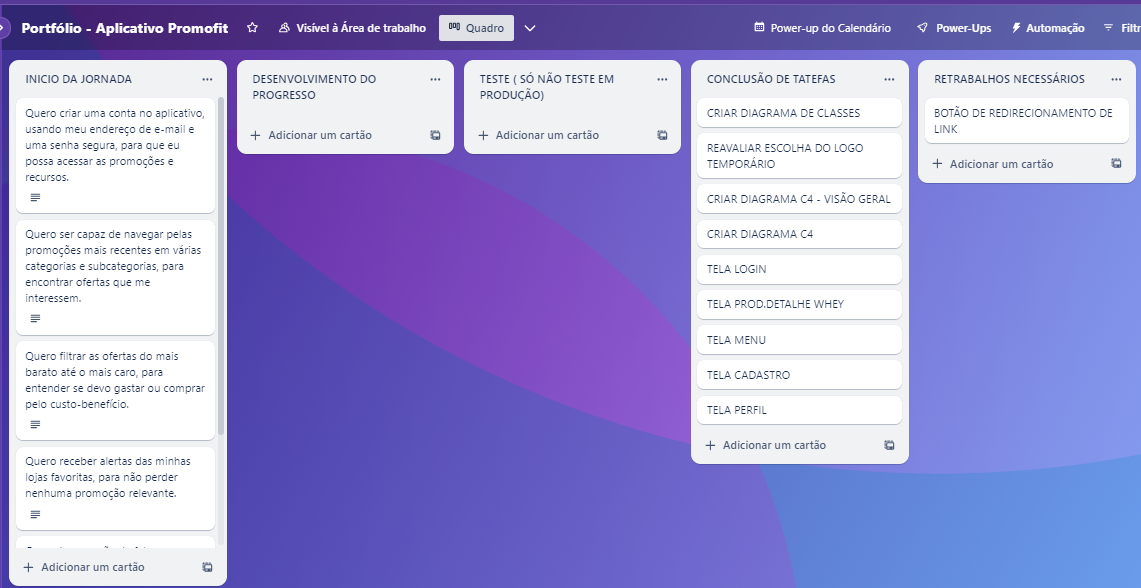 Portfólio - Aplicativo Promofit
Visível à Área de trabalho
Quadro
Power-up do Calendário
Power-Ups
Automação
INICIO DA JORNADA
Quero criar uma conta no aplicativo,
usando meu endereço de e-mail e
uma senha segura, para que eu
possa acessar as promoções e
recursos.
Quero ser capaz de navegar pelas
promoções mais recentes em várias
categorias e subcategorias, para
encontrar ofertas que me
interessem.
Quero filtrar as ofertas do mais
barato até o mais caro, para
entender se devo gastar ou comprar
pelo custo-benefício.
Quero receber alertas das minhas
lojas favoritas, para não perder
nenhuma promoção relevante.
Adicionar um cartão
DESENVOLVIMENTO DO
PROGRESSO
Adicionar um cartão
TESTE ( SÓ NÃO TESTE EM
PRODUÇÃO)
Adicionar um cartão
CONCLUSÃO DE TATEFAS
CRIAR DIAGRAMA DE CLASSES
REAVALIAR ESCOLHA DO LOGO
TEMPORÁRIO
CRIAR DIAGRAMA C4 - VISÃO GERAL
CRIAR DIAGRAMA C4
TELA LOGIN
TELA PROD.DETALHE WHEY
TELA MENU
TELA CADASTRO
TELA PERFIL
Adicionar um cartão
RETRABALHOS NECESSÁRIOS
BOTÃO DE REDIRECIONAMENTO DE
LINK
Adicionar um cartão